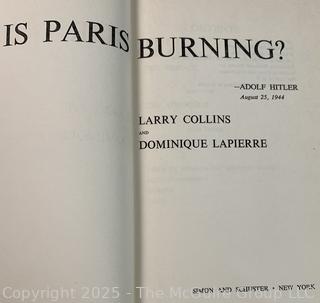 IS PARIS BURNING?
—ADOLF HITLER
August 25, 1944
LARRY COLLINS
AND
DOMINIQUE LAPIERRE
SIMON AND SCHUSTER • NEW YORK
Copyright 2025 - The McGuire Group LLC